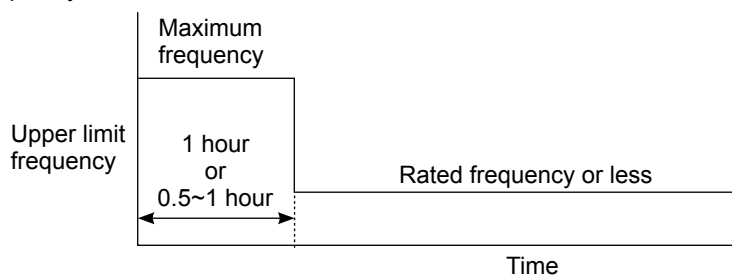 Maximum
frequency
Upper limit
frequency
1 hour
or
0.5~1 hour
Rated frequency or less
Time